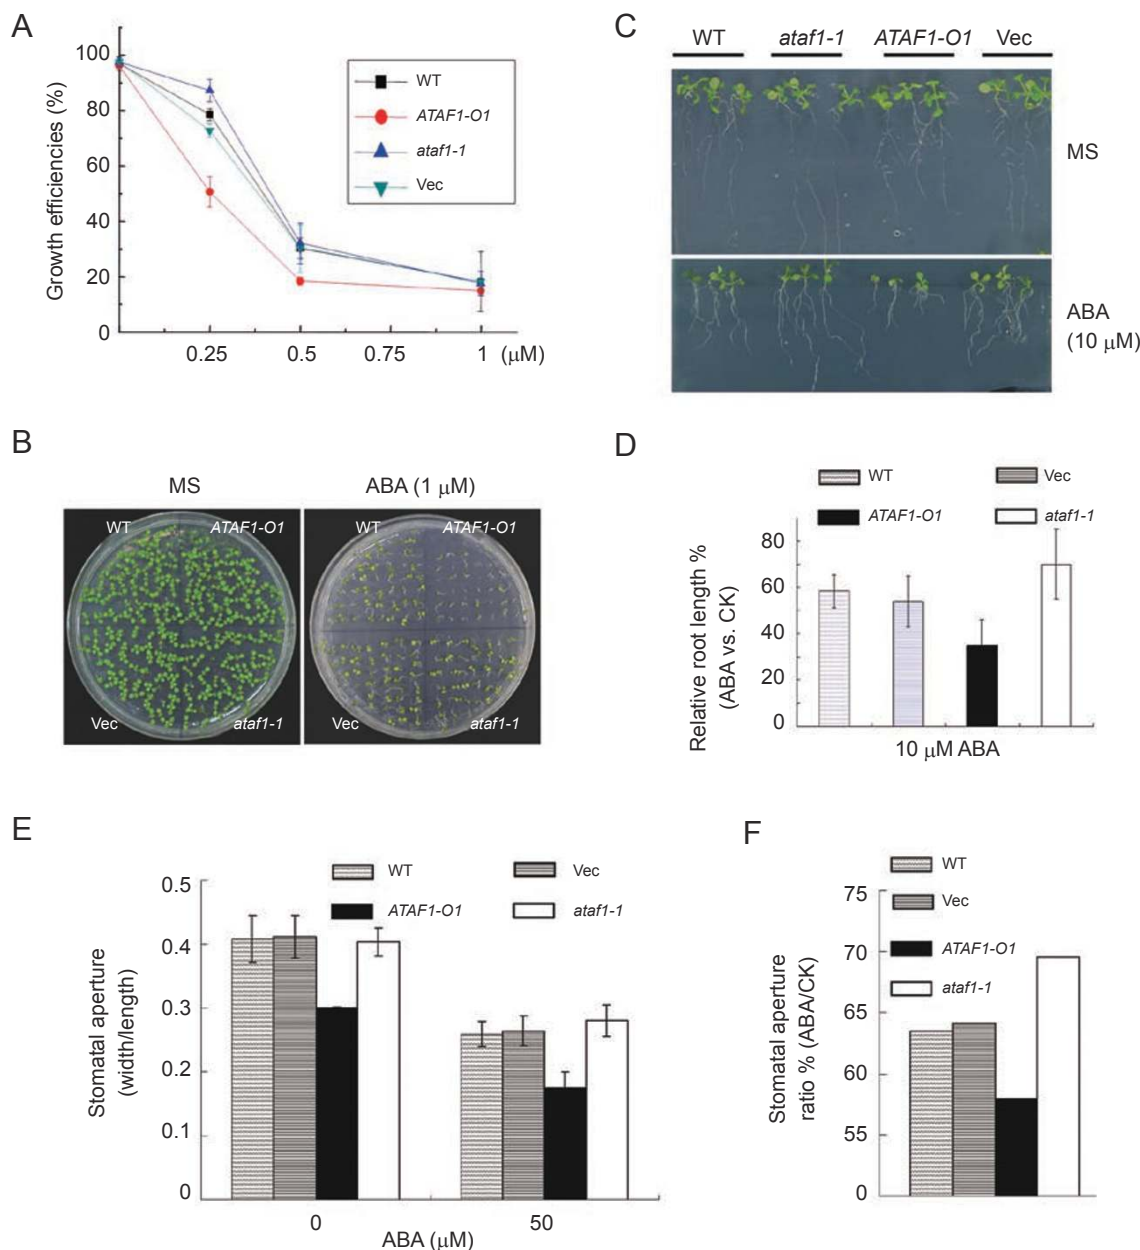 A
100
80
60
40
20
0
Growth efficiencies (%)
0.25
0.5
0.75
1
(μM)
WT
ATAF1-O1
ataf1-1
Vec
B
MS
ABA (1 μM)
WT
ATAF1-O1
Vec
ataf1-1
WT
ATAF1-O1
Vec
ataf1-1
C
WT
ataf1-1
ATAF1-O1
Vec
MS
ABA
(10 μM)
D
WT
Vec
ATAF1-O1
ataf1-1
80
60
40
20
0
Relative root length %
(ABA vs. CK)
10 μM ABA
E
WT
Vec
ATAF1-O1
ataf1-1
0.5
0.4
0.3
0.2
0.1
0
Stomatal aperture
(width/length)
0
50
ABA (μM)
F
WT
Vec
ATAF1-O1
ataf1-1
75
70
65
60
55
0
Stomatal aperture
ratio % (ABA/CK)